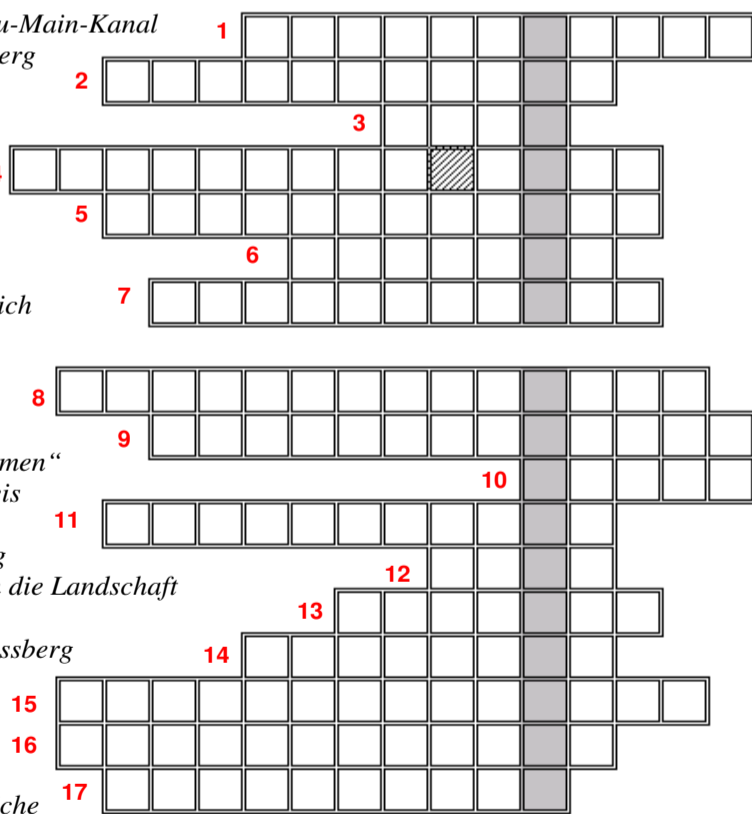 u-Main-Kanal 1
erg
2
3
5
6
7
ich
8
9
men“
10
eis
11
g
12
die Landschaft
13
ssberg 14
15
16
17
che